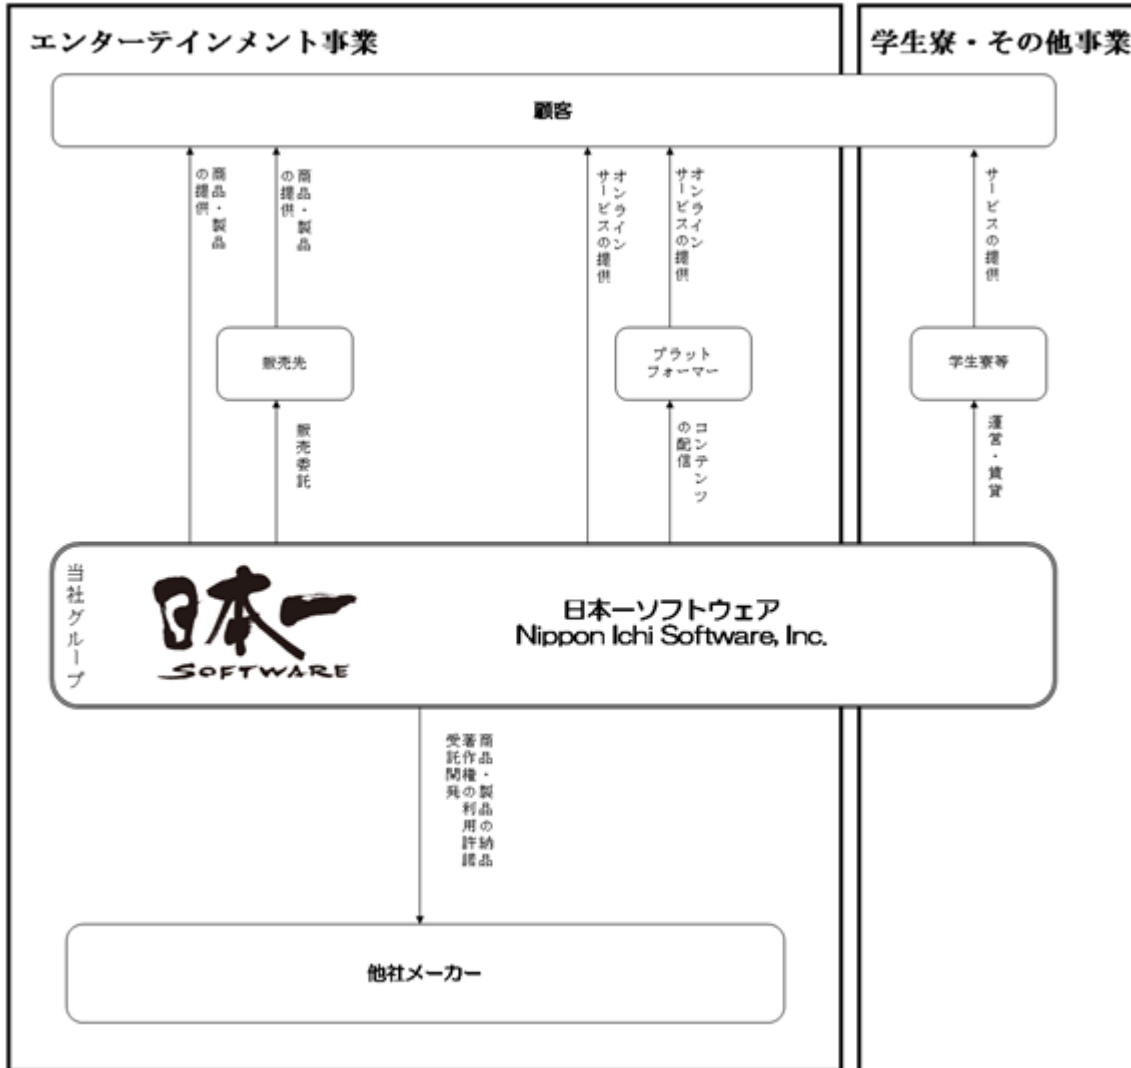 エンターテインメント事業
学生寮・その他事業
顧客
商品・製品
の提供
商品・製品
の提供
オンライン
サービスの提供
オンライン
サービスの提供
サービスの提供
販売先
プラット
フォーマー
学生寮等
販売委託
コンテンツ
の配信
運営・賃貸
当社グループ
日本一
SOFTWARE
日本一ソフトウェア
Nippon Ichi Software, Inc.
商品・製品の納品
著作権の利用許諾
受託開発
他社メーカー